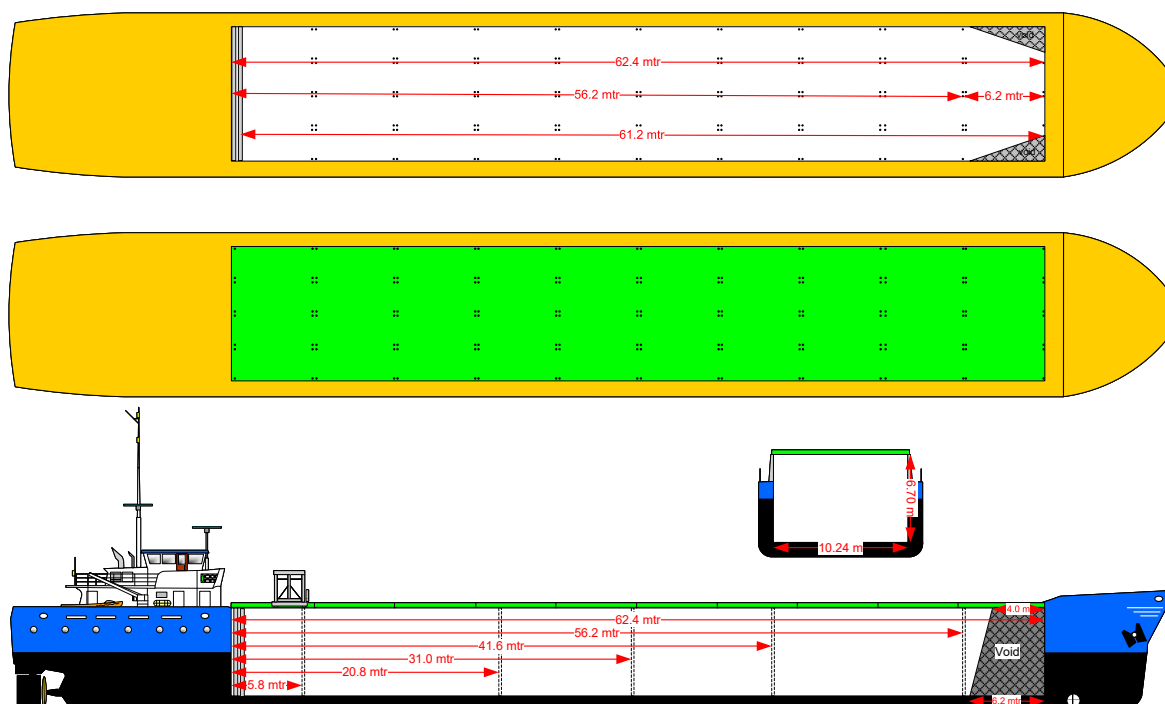 Void
62.4 mtr
56.2 mtr
6.2 mtr
61.2 mtr
Void
6.70 m
10.24 m
4.0 m
62.4 mtr
56.2 mtr
41.6 mtr
Void
31.0 mtr
20.8 mtr
5.8 mtr
6.2 mtr